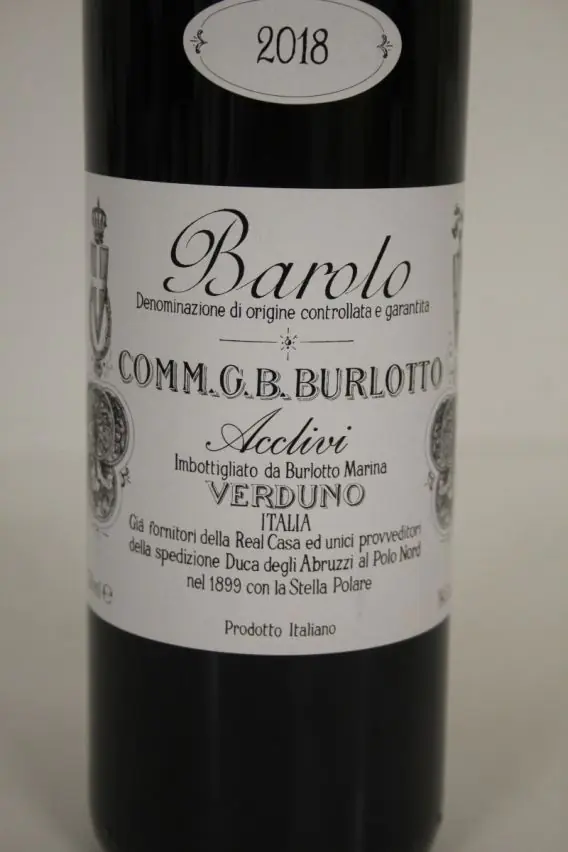 2018
Barolo
Denominazione di origine controllata e garantita
COMM. G. B. BURLOTTO
Acclivi
Imbottigliato da Burlotto Marina
VERDUNO
ITALIA
Già fornitori della Real Casa ed unici provveditori
della spedizione Duca degli Abruzzi al Polo Nord
nel 1899 con la Stella Polare
Prodotto Italiano